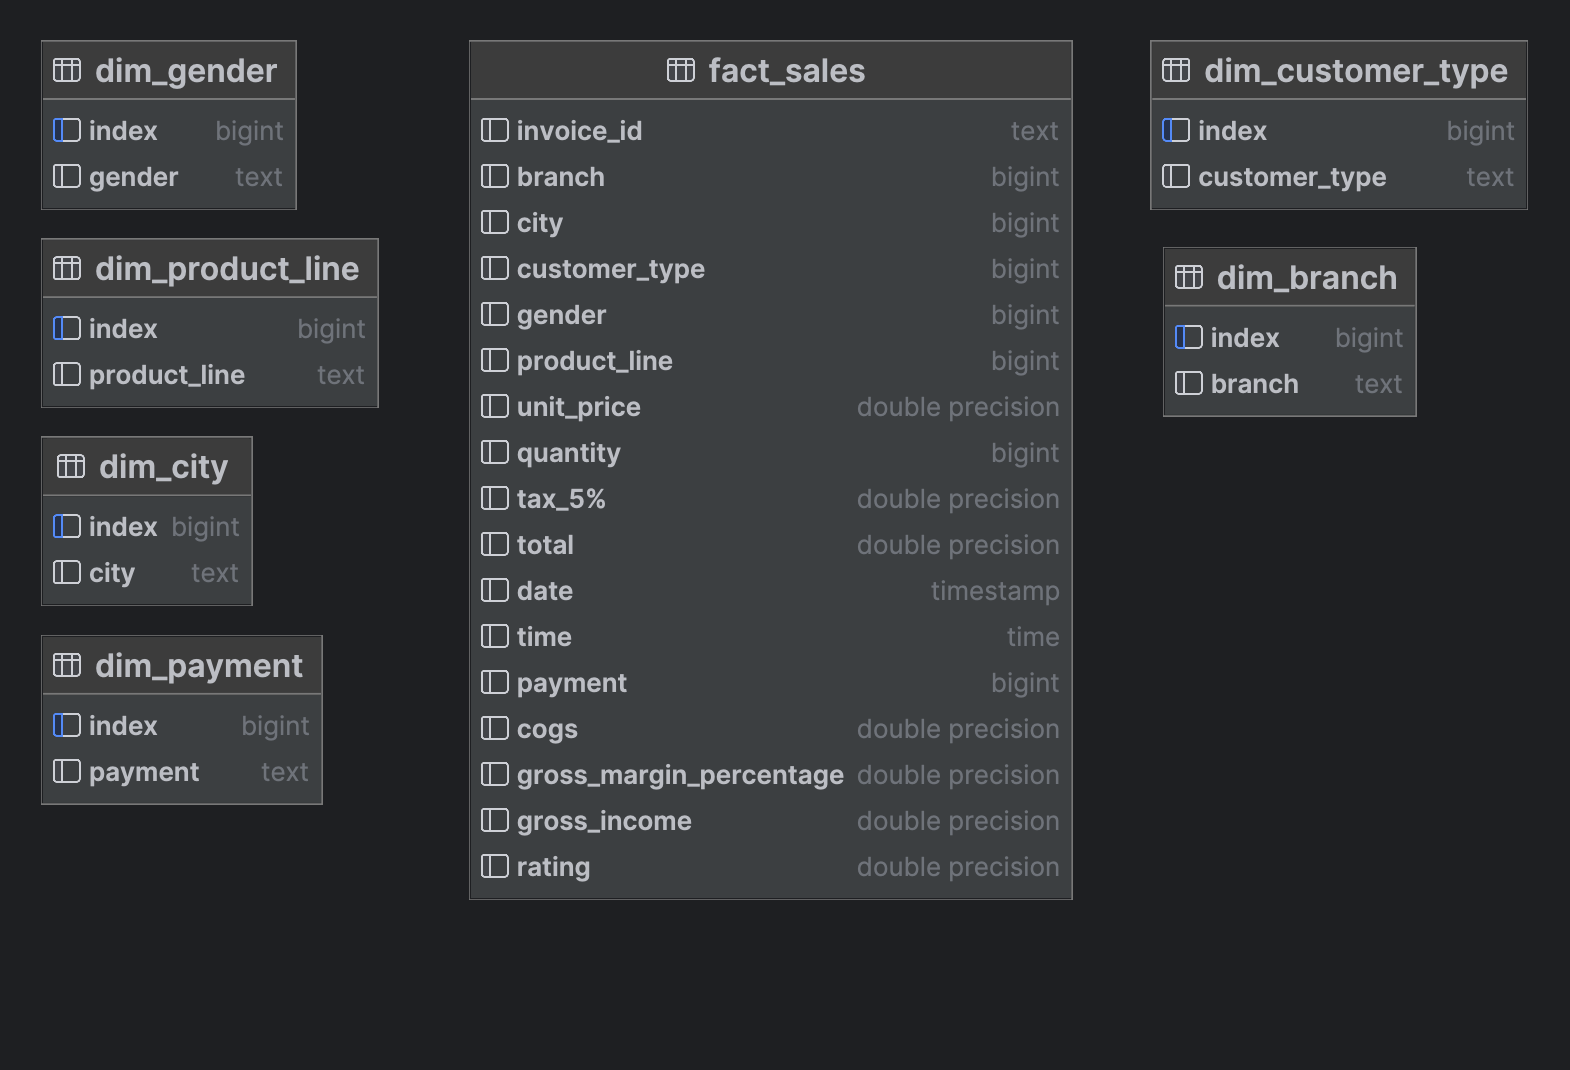 dim_gender
index bigint
gender text
dim_product_line
index bigint
product_line text
dim_city
index bigint
city text
dim_payment
index bigint
payment text
fact_sales
invoice_id text
branch bigint
city bigint
customer_type bigint
gender bigint
product_line bigint
unit_price double precision
quantity bigint
tax_5% double precision
total double precision
date timestamp
time time
payment bigint
cogs double precision
gross_margin_percentage double precision
gross_income double precision
rating double precision
dim_customer_type
index bigint
customer_type text
dim_branch
index bigint
branch text